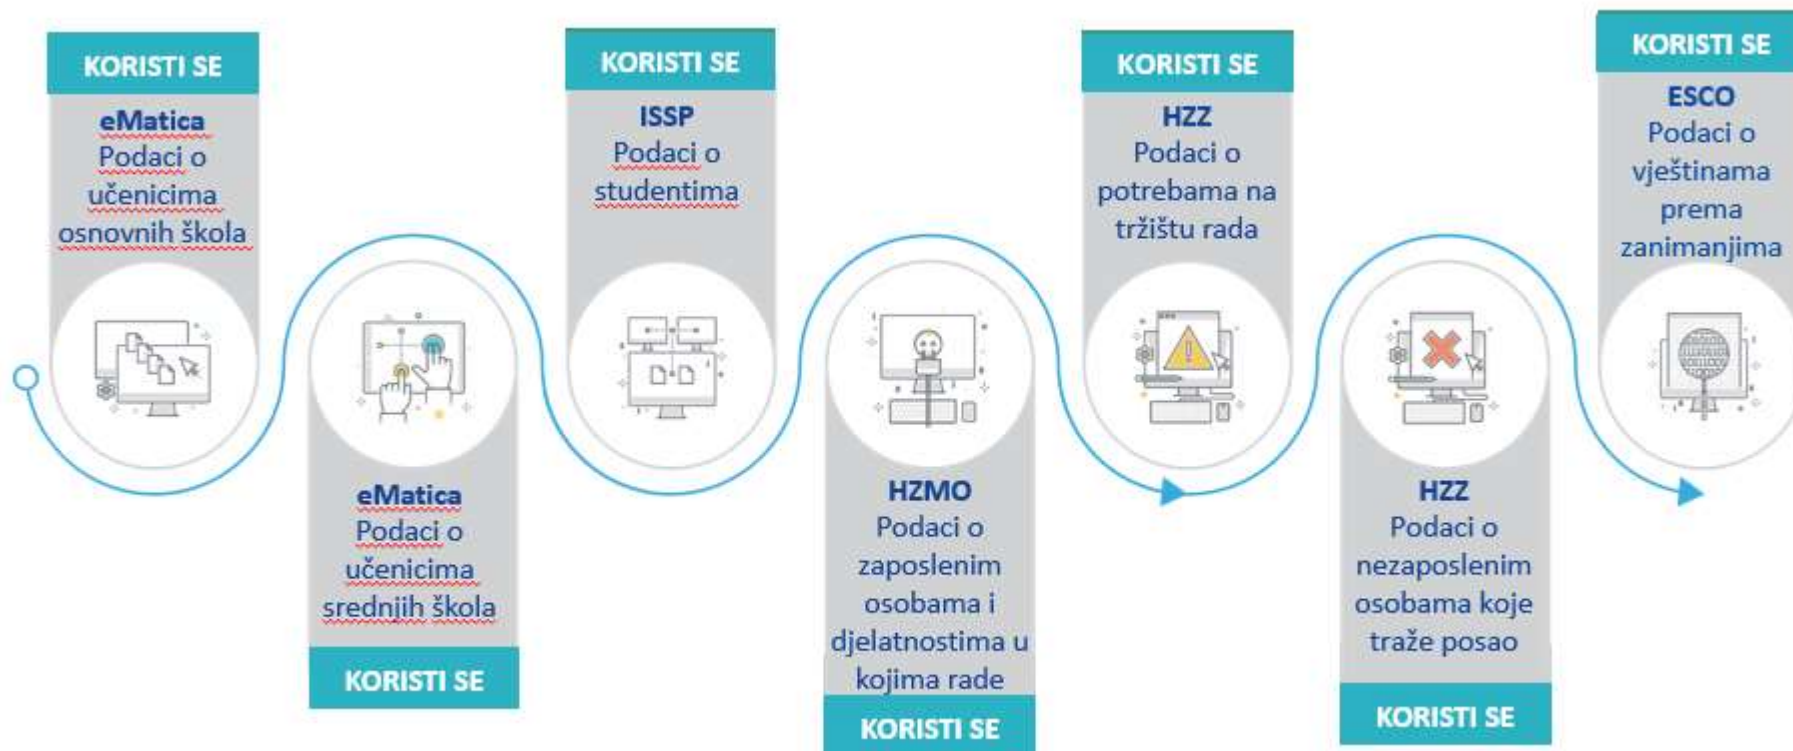 KORISTI SE
eMatica
Podaci o
učenicima
osnovnih škola
eMatica
Podaci o
učenicima
srednjih škola
KORISTI SE
KORISTI SE
ISSP
Podaci o
studentima
HZMO
Podaci o
zaposlenim
osobama i
djelatnostima u
kojima rade
KORISTI SE
KORISTI SE
HZZ
Podaci o
potrebama na
tržištu rada
HZZ
Podaci o
nezaposlenim
osobama koje
traže posao
KORISTI SE
KORISTI SE
ESCO
Podaci o
vještinama
prema
zanimanjima